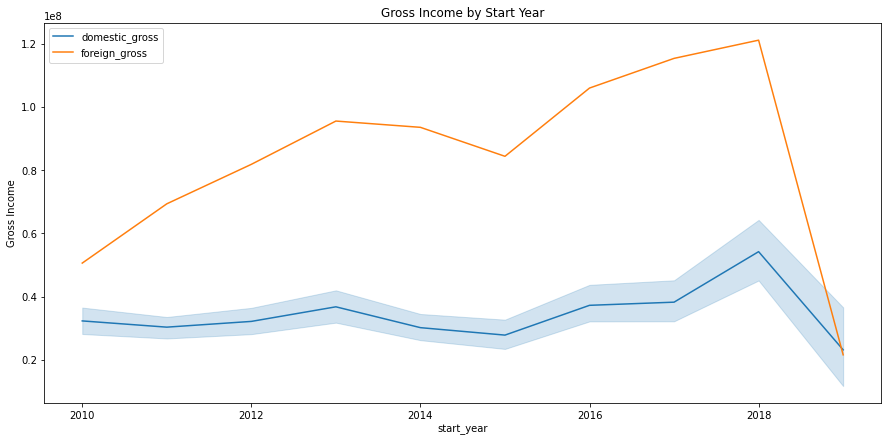 Gross Income by Start Year
1e8
domestic_gross
foreign_gross
1.2
1.0
0.8
0.6
0.4
0.2
Gross Income
2010
2012
2014
2016
2018
start_year